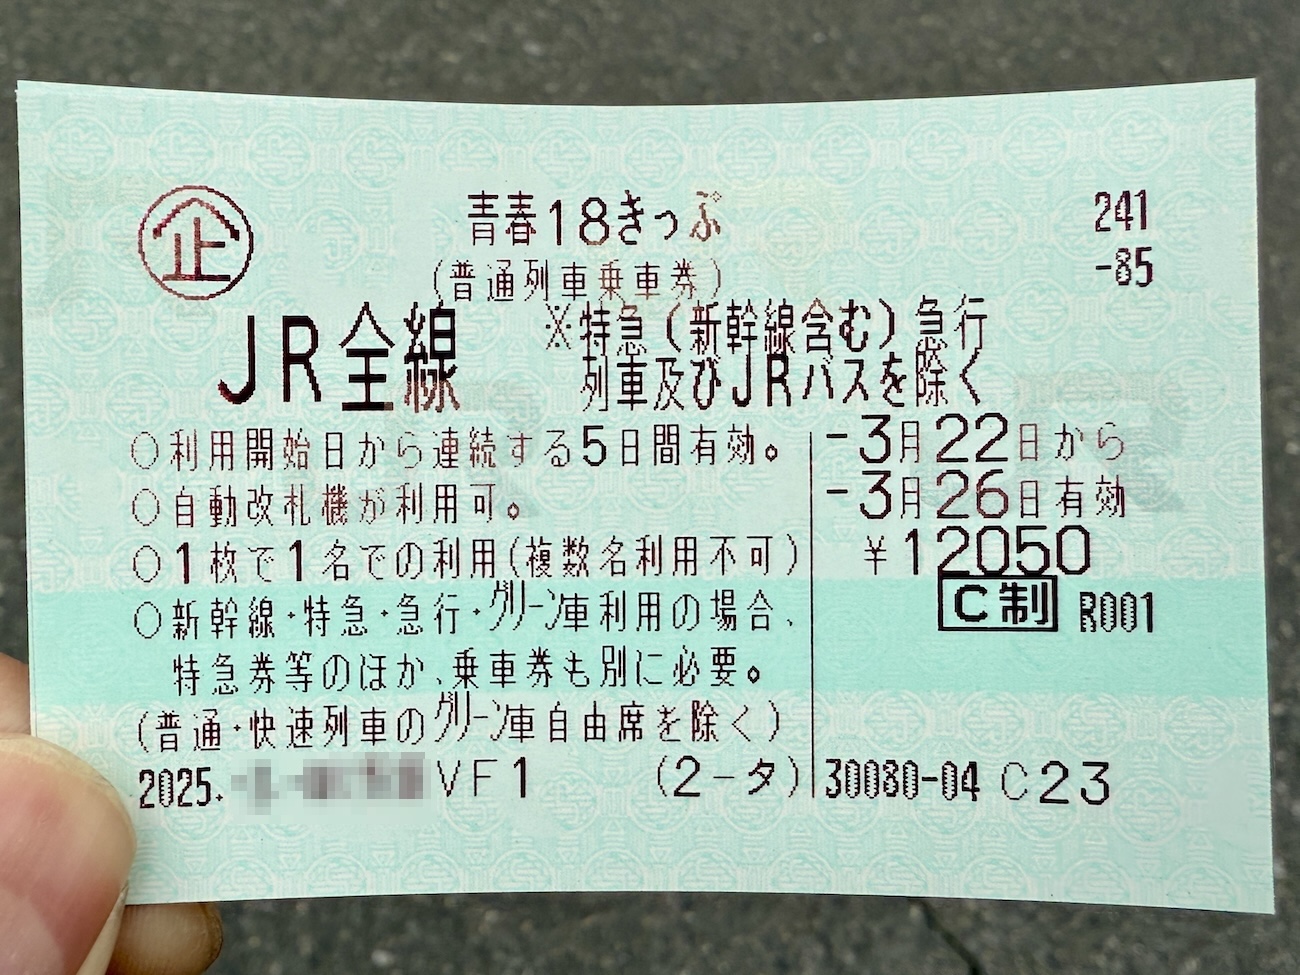 企
青春18きっぷ
241
-85
(普通列車乗車券)
JR全線
※特急(新幹線含む)急行
列車及びJRバスを除く
○利用開始日から連続する5日間有効。
○自動改札機が利用可。
○1枚で1名での利用(複数名利用不可)
○新幹線・特急・急行・グリーン車利用の場合、
特急券等のほか、乗車券も別に必要。
(普通・快速列車のグリーン車自由席を除く)
-3月22日から
-3月26日有効
¥12050
C制 R001
2025. VF1 (2-タ) 30080-04 C23